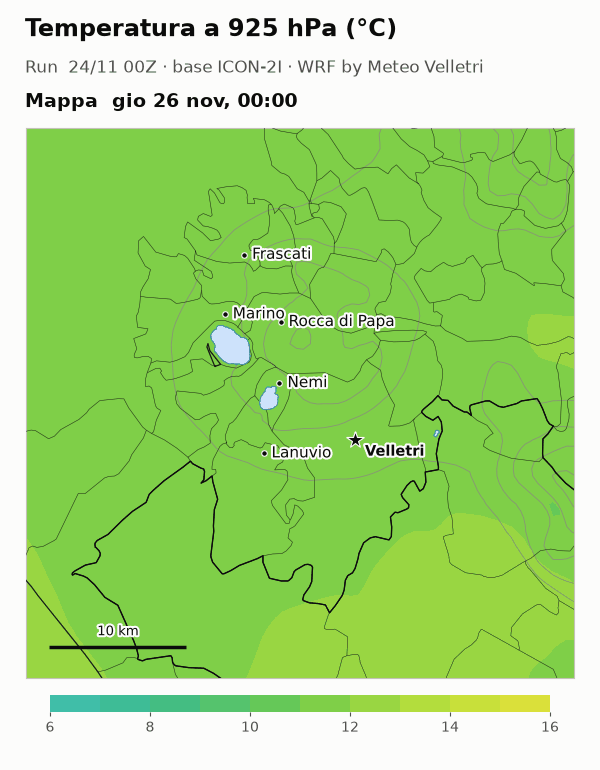 Temperatura a 925 hPa (°C)
Run  24/11 00Z · base ICON-2I · WRF by Meteo Velletri
Mappa  gio 26 nov, 00:00
Frascati
Marino
Rocca di Papa
Nemi
Velletri
Lanuvio
10 km
6 8 10 12 14 16